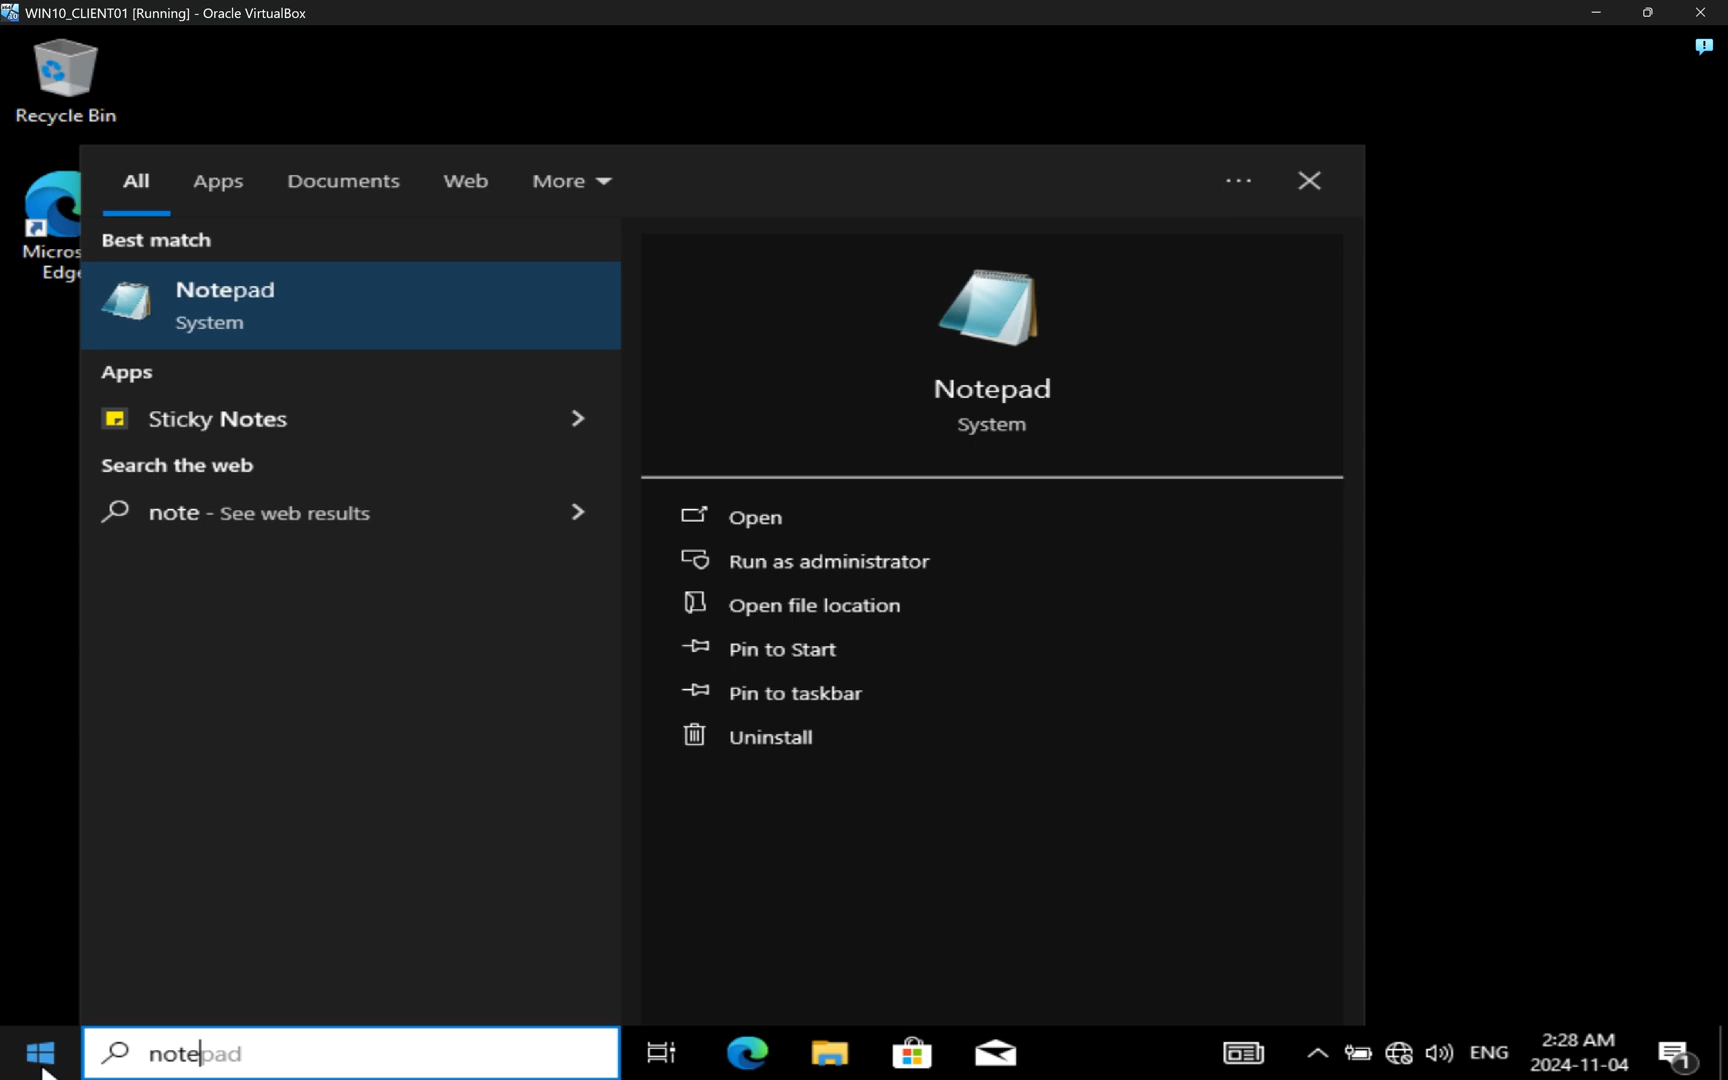 WIN10_CLIENT01 [Running] - Oracle VirtualBox
Recycle Bin
Micros
Edge
All Apps Documents Web More
Best match
Notepad
System
Apps
Sticky Notes
Search the web
note - See web results
Notepad
System
Open
Run as administrator
Open file location
Pin to Start
Pin to taskbar
Uninstall
notepad
ENG
2:28 AM
2024-11-04
1